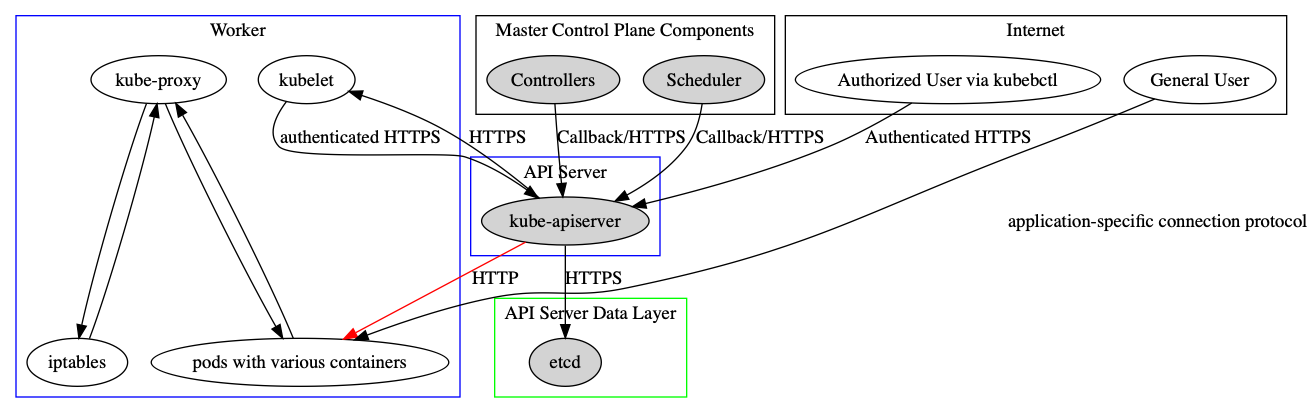 Worker
Master Control Plane Components
Internet
kube-proxy
kubelet
Controllers
Scheduler
Authorized User via kubebctl
General User
authenticated HTTPS
HTTPS
Callback/HTTPS
Callback/HTTPS
Authenticated HTTPS
API Server
kube-apiserver
application-specific connection protocol
HTTP
HTTPS
API Server Data Layer
iptables
pods with various containers
etcd